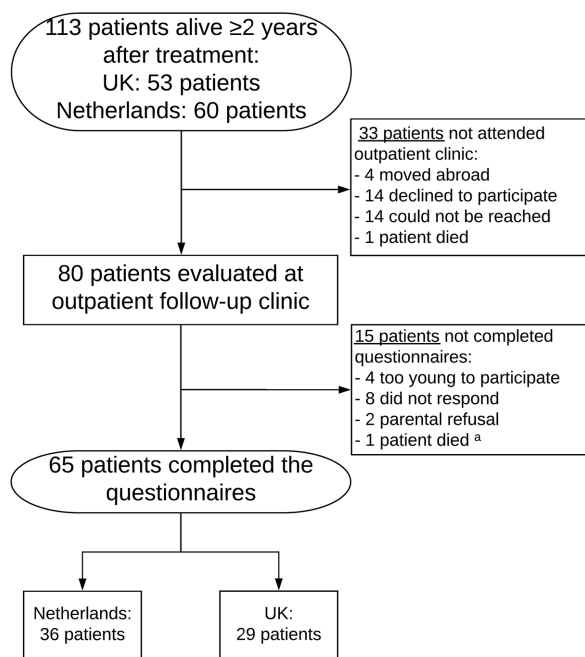 113 patients alive ≥2 years
after treatment:
UK: 53 patients
Netherlands: 60 patients
33 patients not attended
outpatient clinic:
- 4 moved abroad
- 14 declined to participate
- 14 could not be reached
- 1 patient died
80 patients evaluated at
outpatient follow-up clinic
15 patients not completed
questionnaires:
- 4 too young to participate
- 8 did not respond
- 2 parental refusal
- 1 patient died ª
65 patients completed the
questionnaires
Netherlands:
36 patients
UK:
29 patients